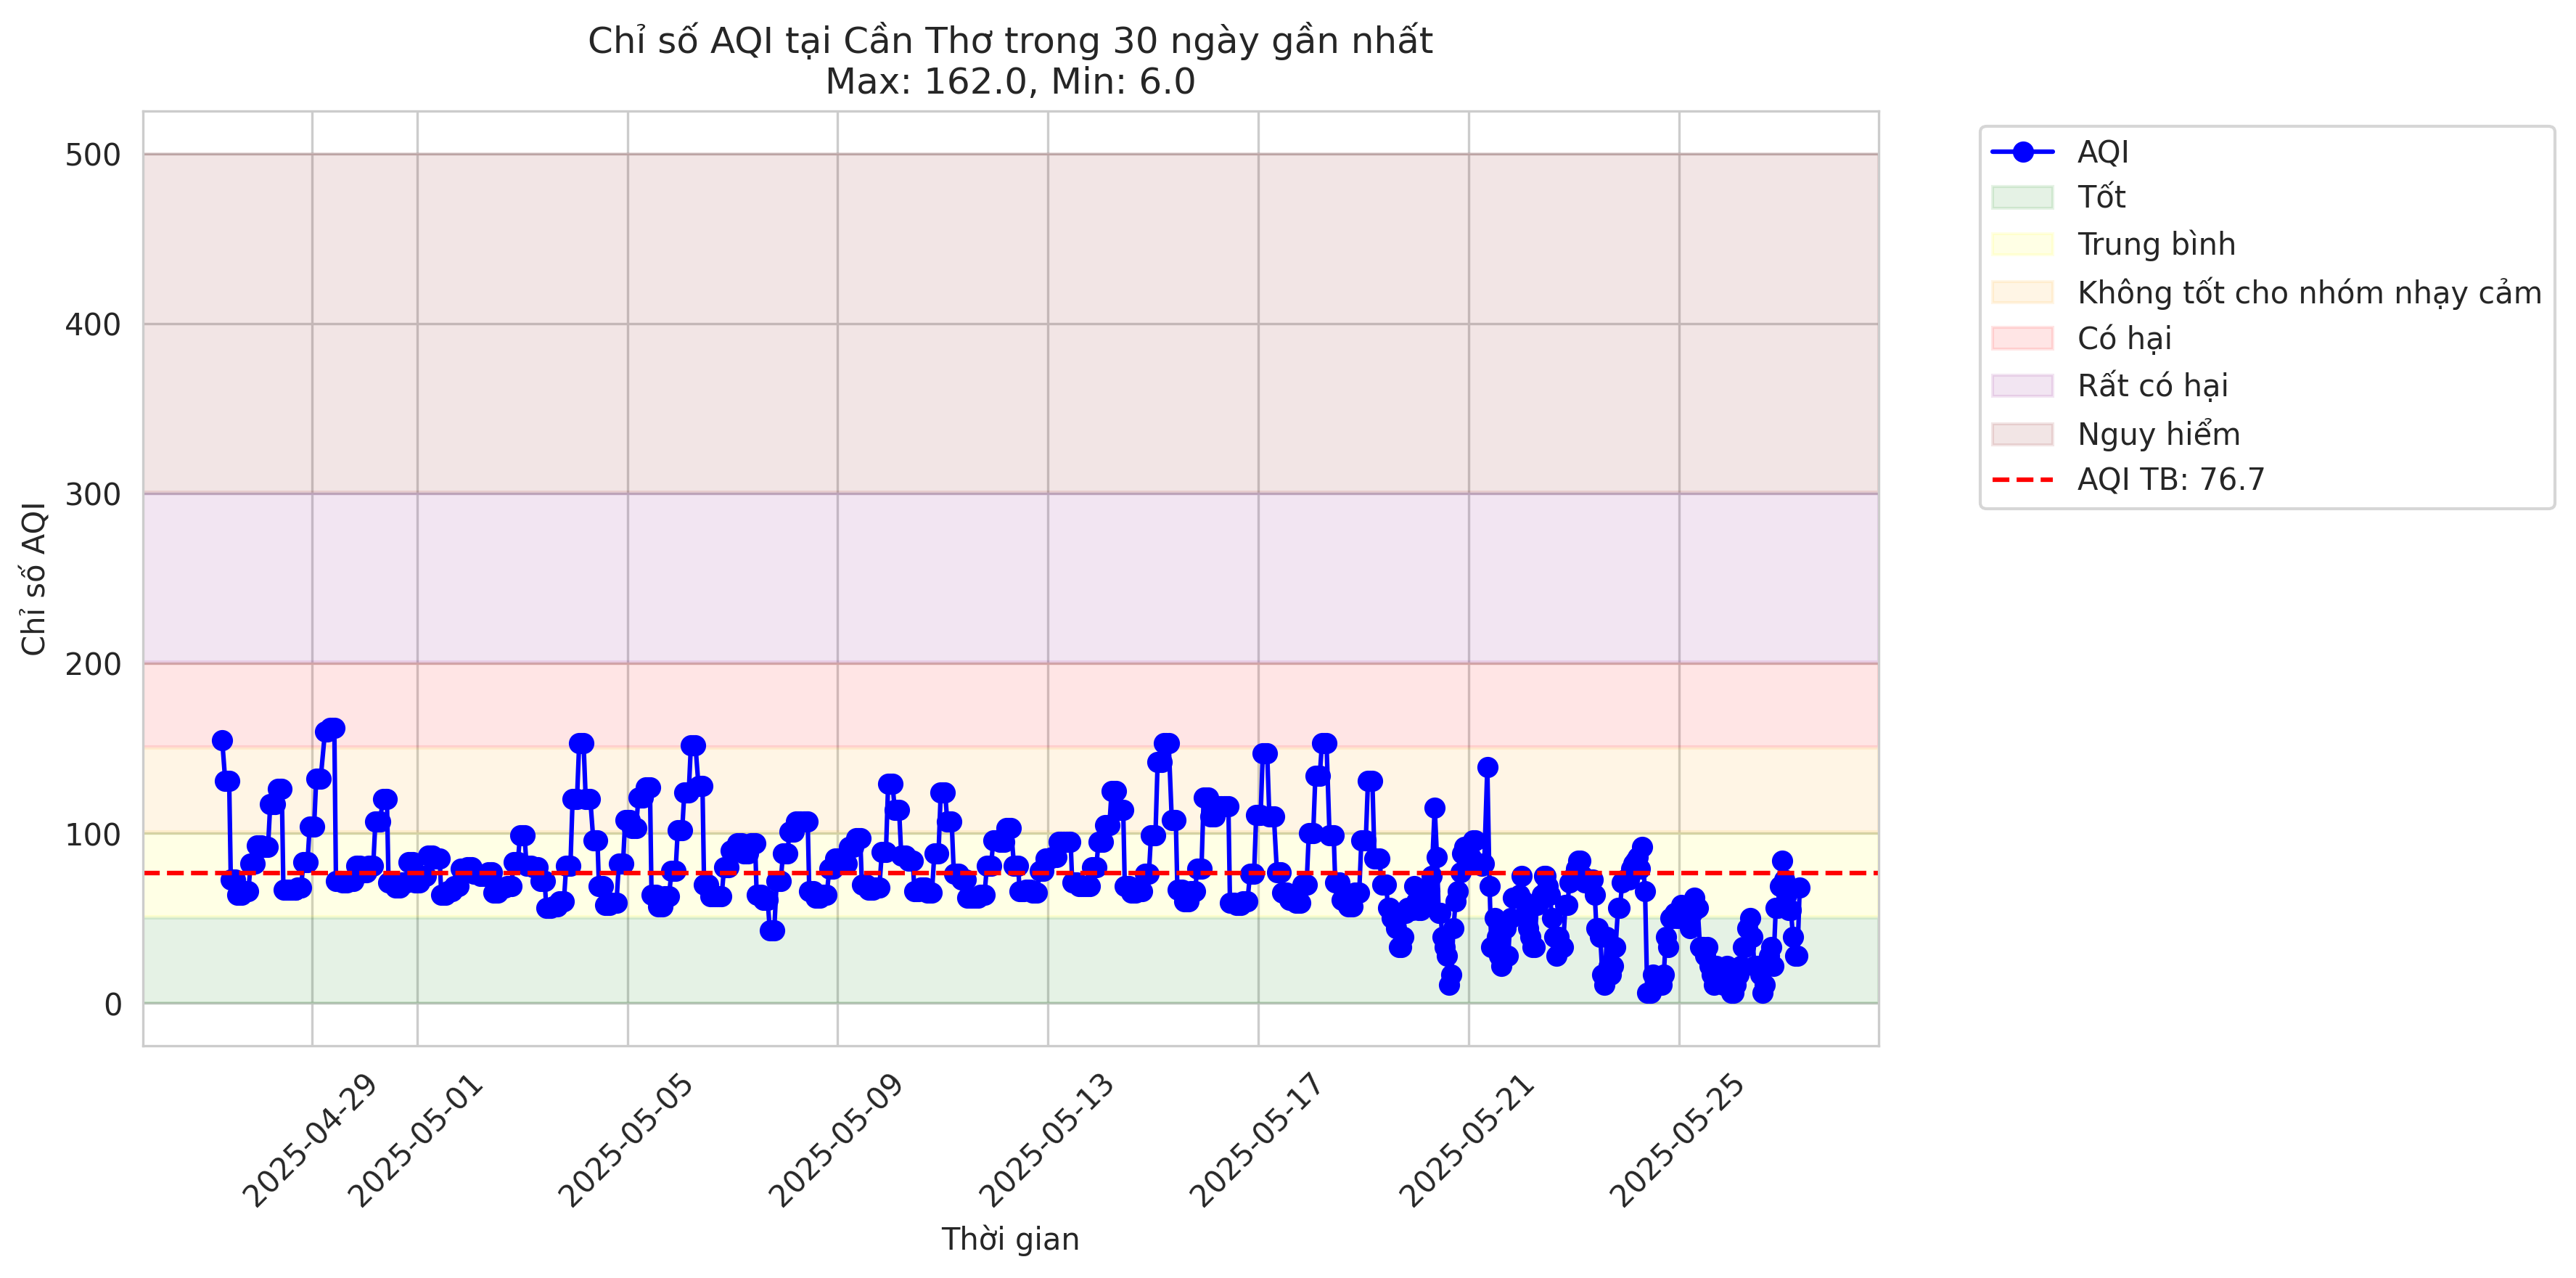 Chỉ số AQI tại Cần Thơ trong 30 ngày gần nhất
Max: 162.0, Min: 6.0
Chỉ số AQI
500
400
300
200
100
0
2025-04-29
2025-05-01
2025-05-05
2025-05-09
2025-05-13
2025-05-17
2025-05-21
2025-05-25
Thời gian
AQI
Tốt
Trung bình
Không tốt cho nhóm nhạy cảm
Có hại
Rất có hại
Nguy hiểm
AQI TB: 76.7